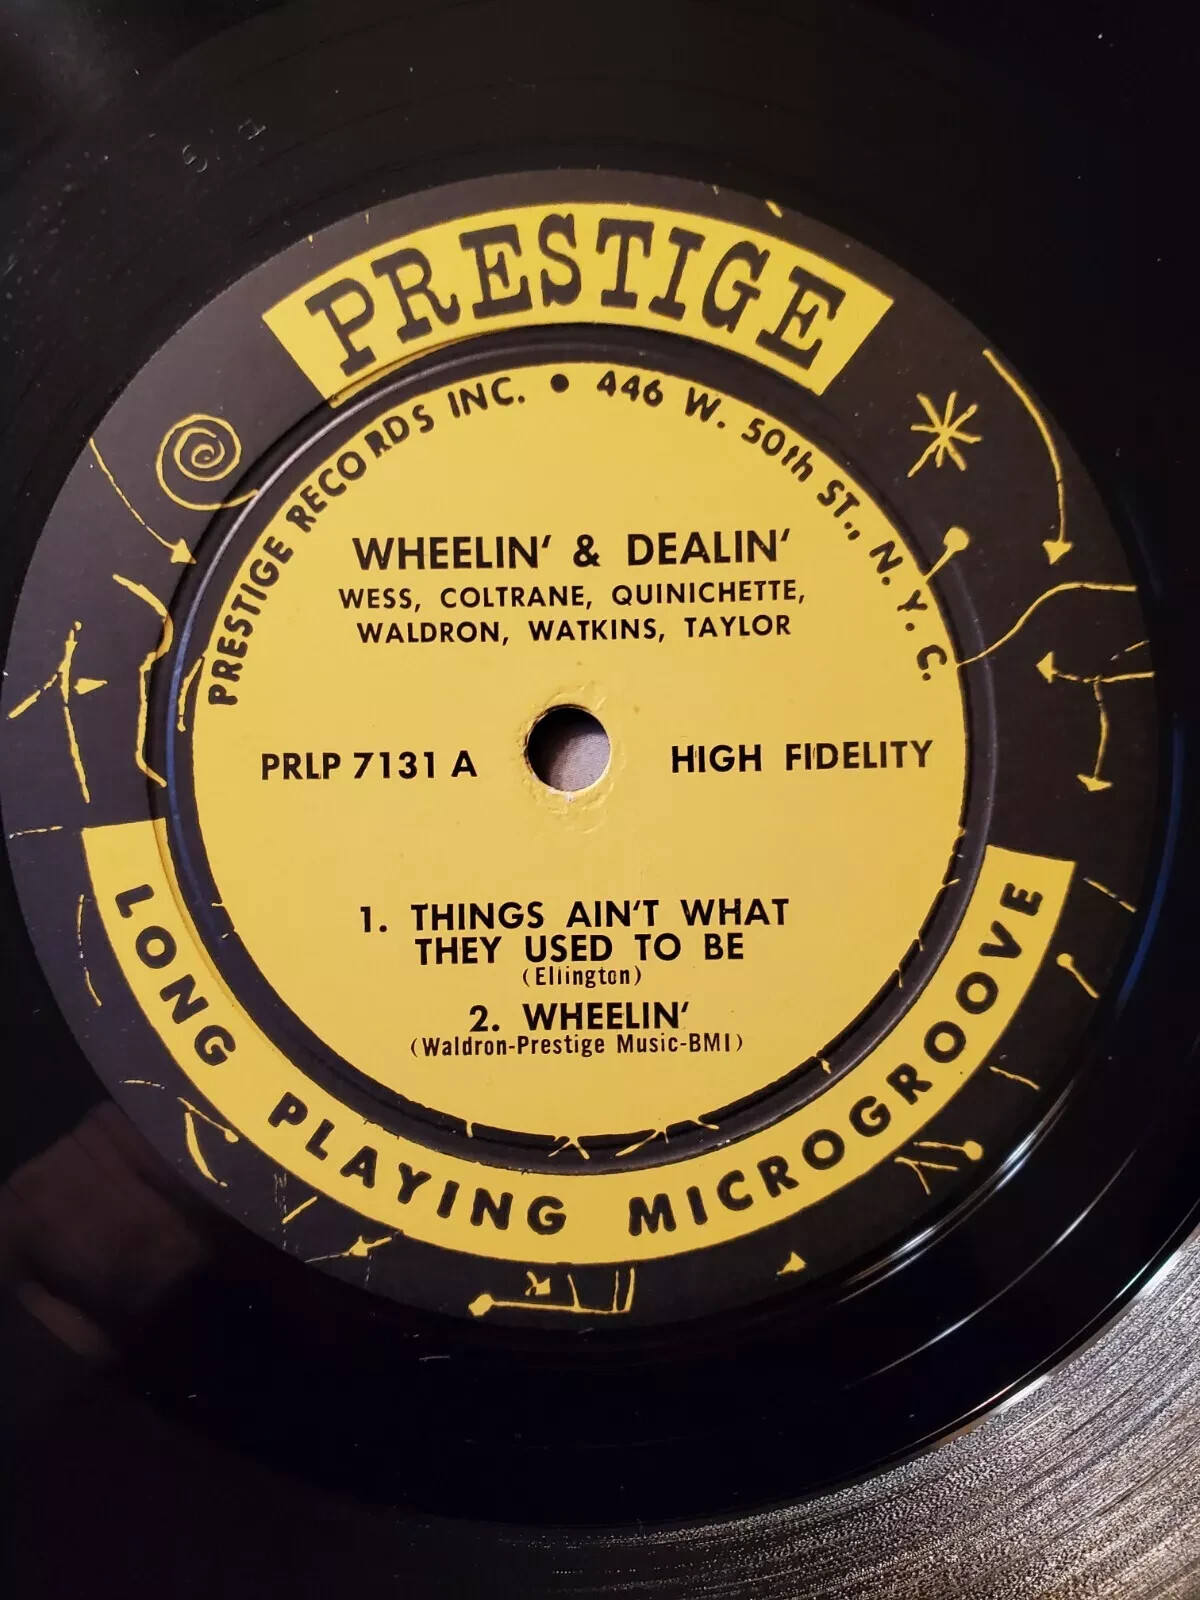 PRESTIGE
PRESTIGE RECORDS INC. • 446 W. 50th ST., N.Y.C.
WHEELIN' & DEALIN'
WESS, COLTRANE, QUINICHETTE,
WALDRON, WATKINS, TAYLOR
PRLP 7131 A
HIGH FIDELITY
1. THINGS AIN'T WHAT
THEY USED TO BE
(Ellington)
2. WHEELIN'
(Waldron-Prestige Music-BMI)
LONG PLAYING MICROGROOVE